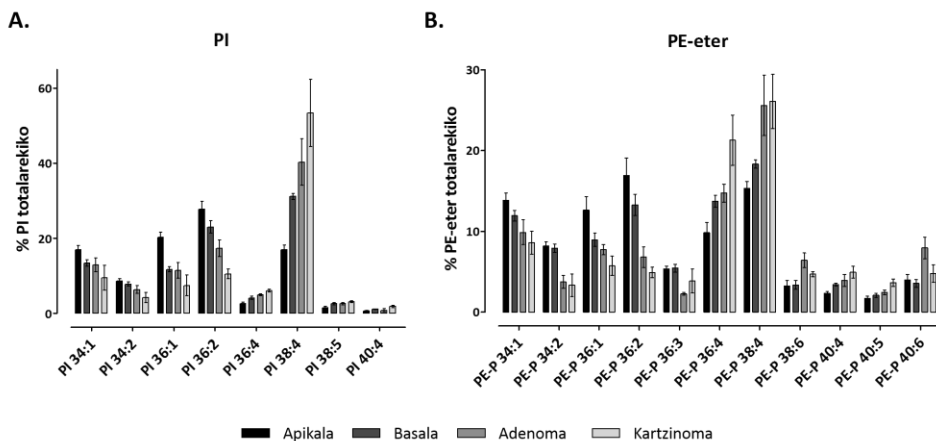 A.
PI
% PI totalarekiko
60
40
20
0
PI 34:1
PI 34:2
PI 36:1
PI 36:2
PI 36:4
PI 38:4
PI 38:5
PI 40:4
B.
PE-eter
% PE-eter totalarekiko
30
20
10
0
PE-P 34:1
PE-P 34:2
PE-P 36:1
PE-P 36:2
PE-P 36:3
PE-P 36:4
PE-P 38:4
PE-P 38:6
PE-P 40:4
PE-P 40:5
PE-P 40:6
Apikala Basala Adenoma Kartzinoma